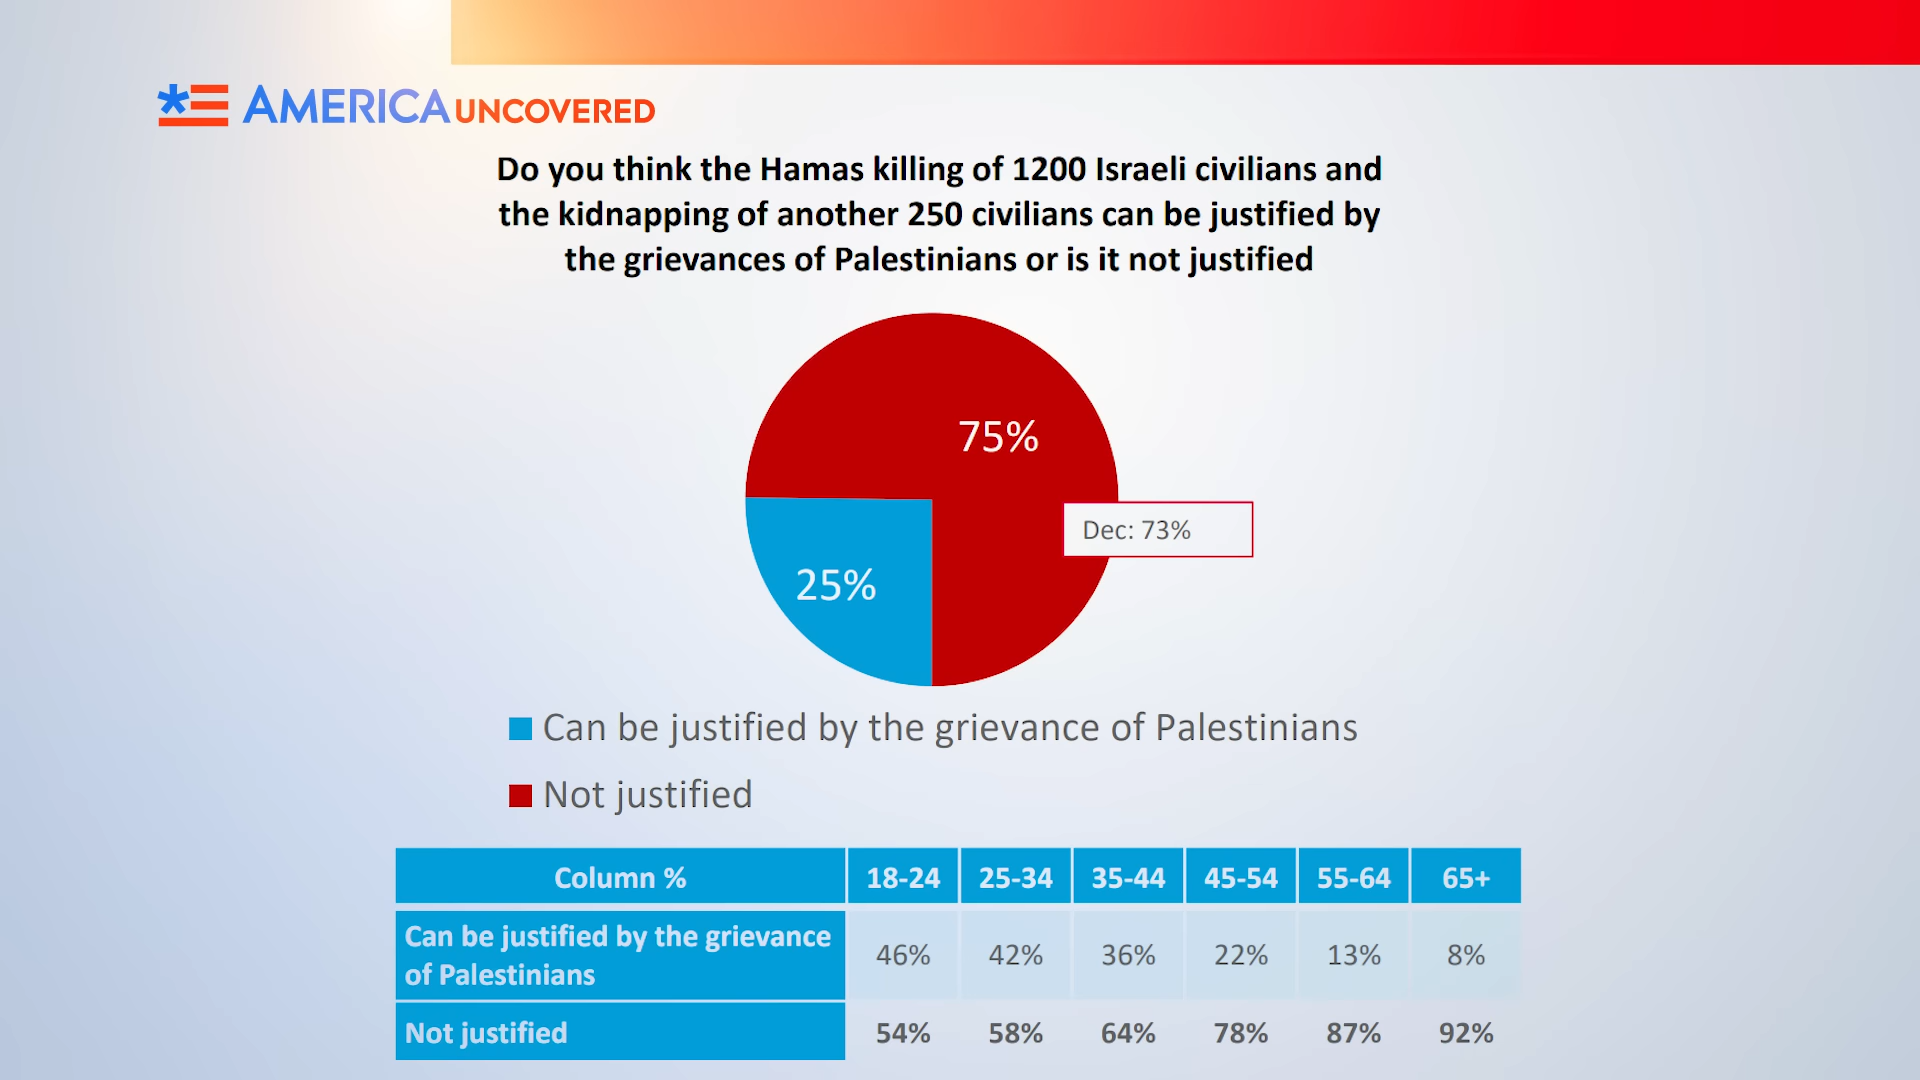 AMERICA UNCOVERED
Do you think the Hamas killing of 1200 Israeli civilians and
the kidnapping of another 250 civilians can be justified by
the grievances of Palestinians or is it not justified
75%
Dec: 73%
25%
Can be justified by the grievance of Palestinians
Not justified
Column % 18-24 25-34 35-44 45-54 55-64 65+
Can be justified by the grievance
of Palestinians 46% 42% 36% 22% 13% 8%
Not justified 54% 58% 64% 78% 87% 92%